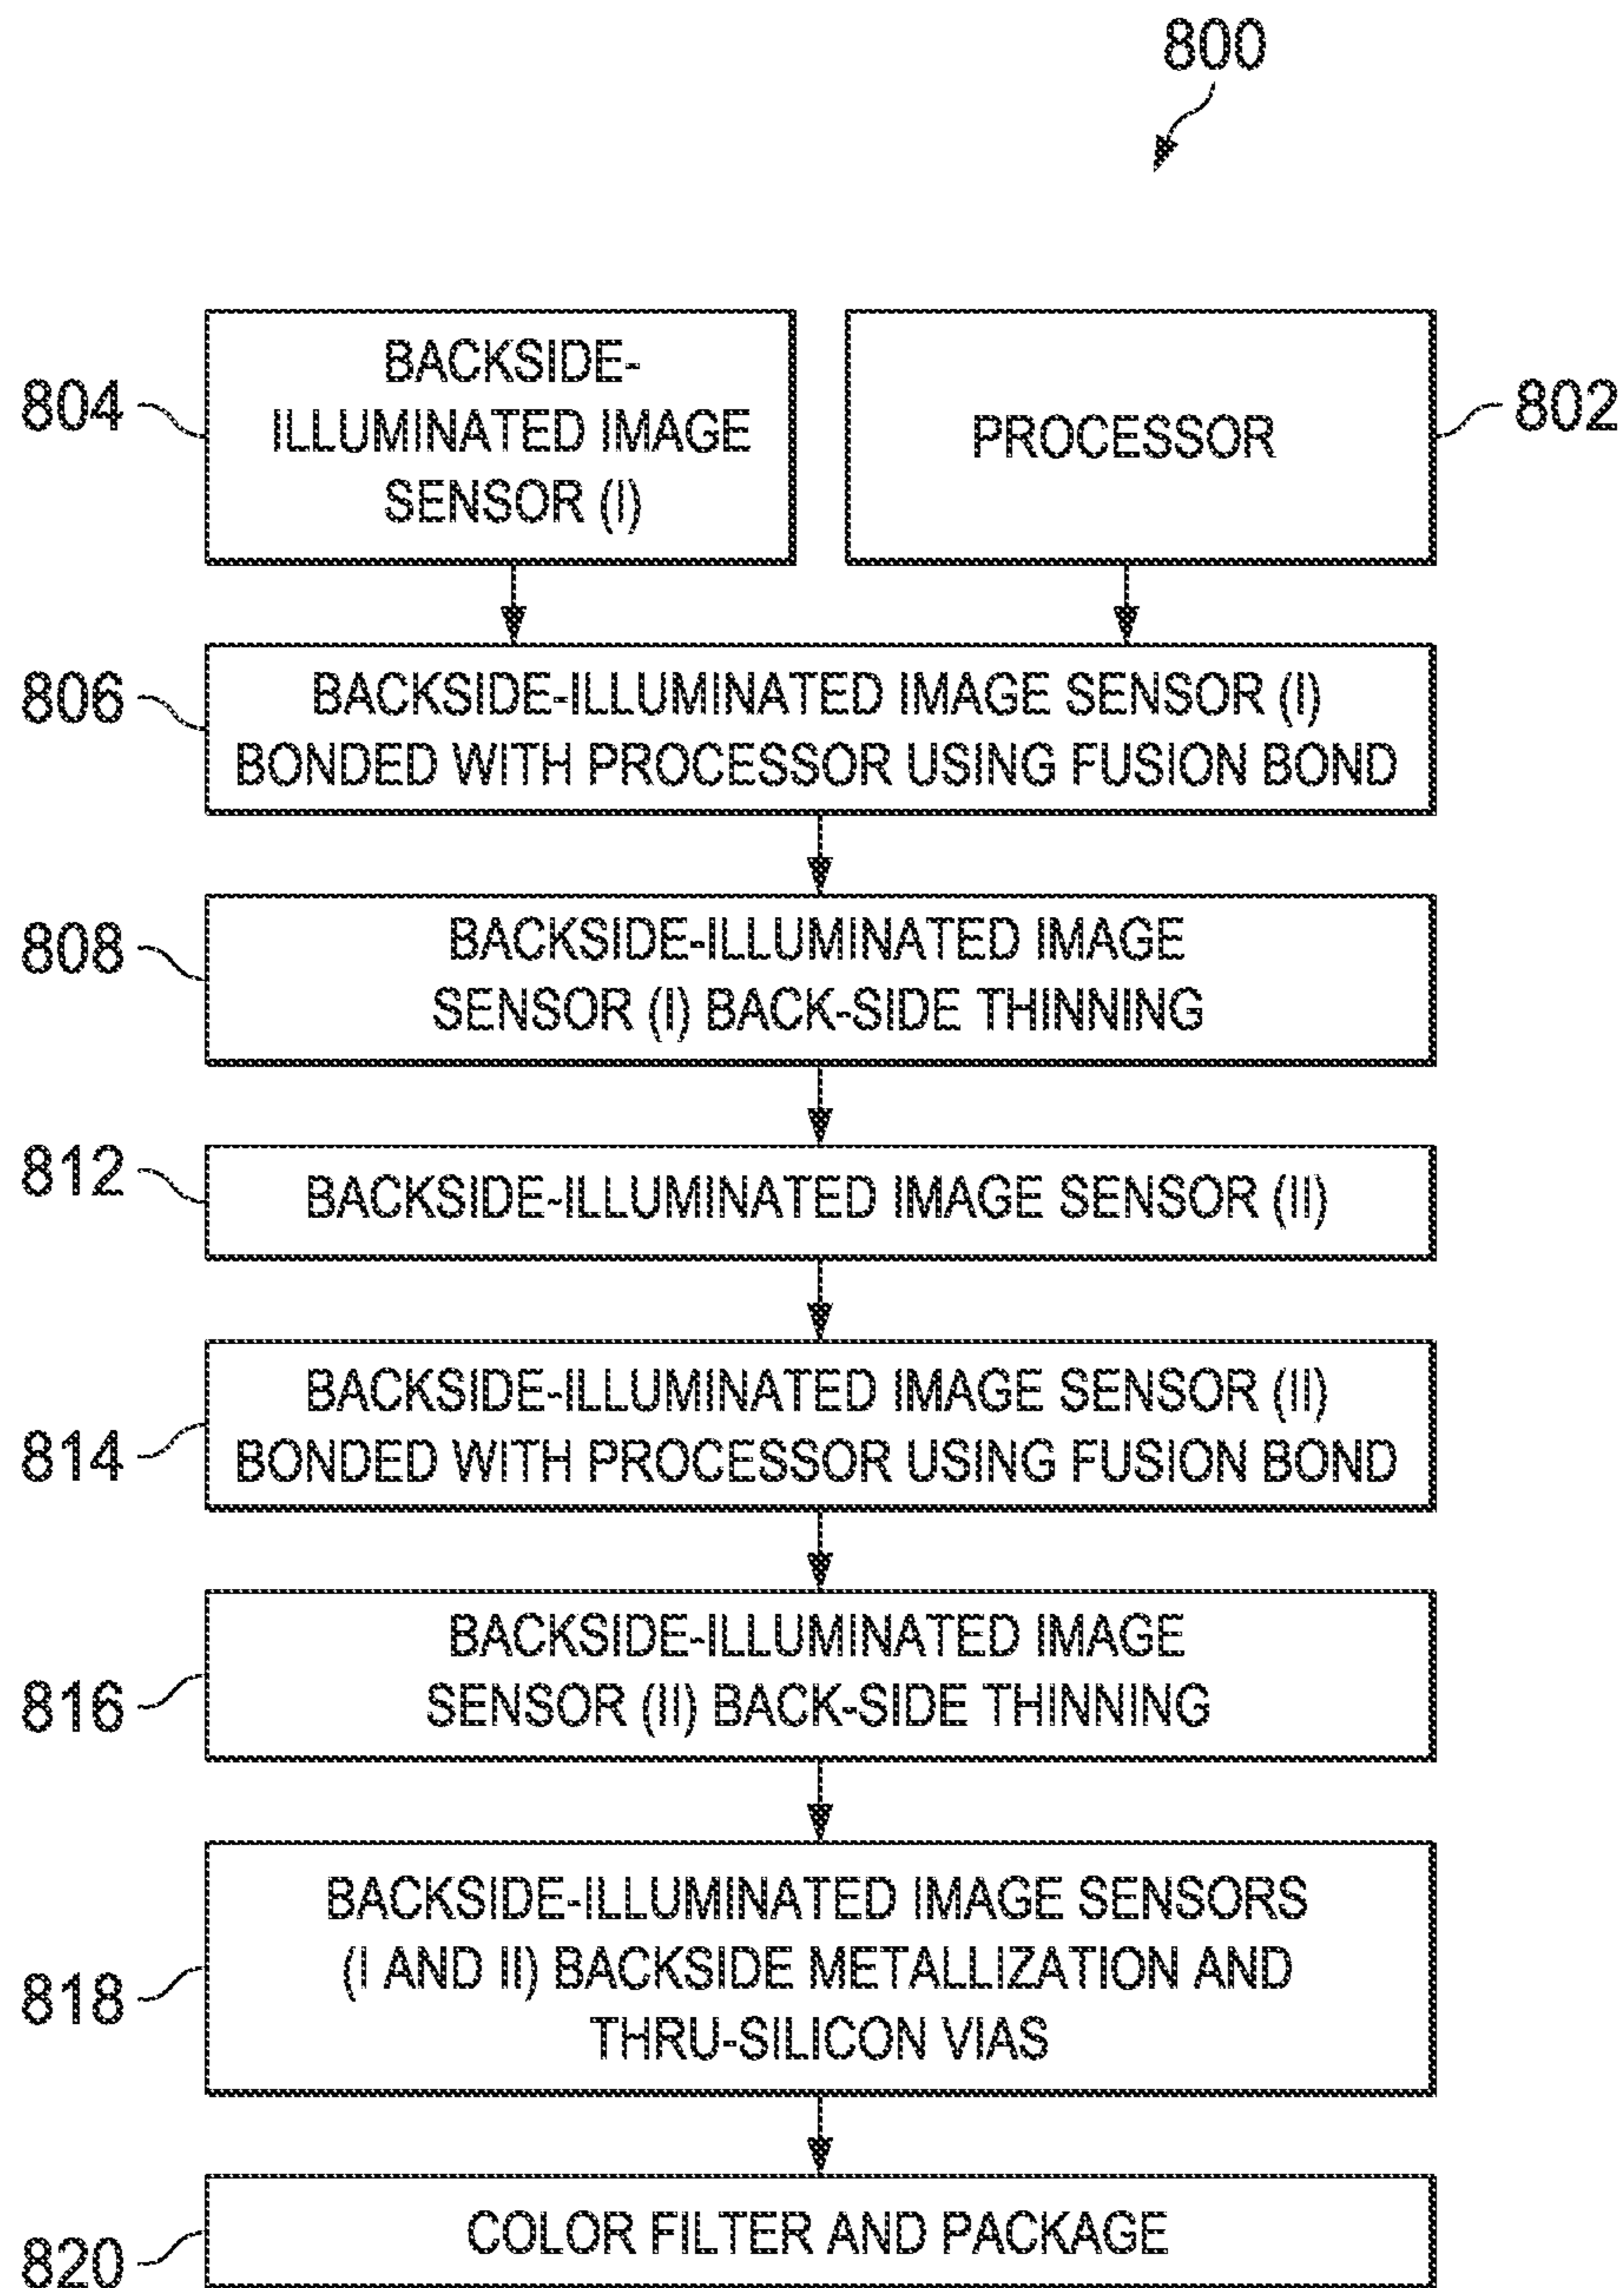 800
804
BACKSIDE-
ILLUMINATED IMAGE
SENSOR (I)
PROCESSOR
802
806
BACKSIDE-ILLUMINATED IMAGE SENSOR (I)
BONDED WITH PROCESSOR USING FUSION BOND
808
BACKSIDE-ILLUMINATED IMAGE
SENSOR (I) BACK-SIDE THINNING
812
BACKSIDE-ILLUMINATED IMAGE SENSOR (II)
814
BACKSIDE-ILLUMINATED IMAGE SENSOR (II)
BONDED WITH PROCESSOR USING FUSION BOND
816
BACKSIDE-ILLUMINATED IMAGE
SENSOR (II) BACK-SIDE THINNING
818
BACKSIDE-ILLUMINATED IMAGE SENSORS
(I AND II) BACKSIDE METALLIZATION AND
THRU-SILICON VIAS
820
COLOR FILTER AND PACKAGE